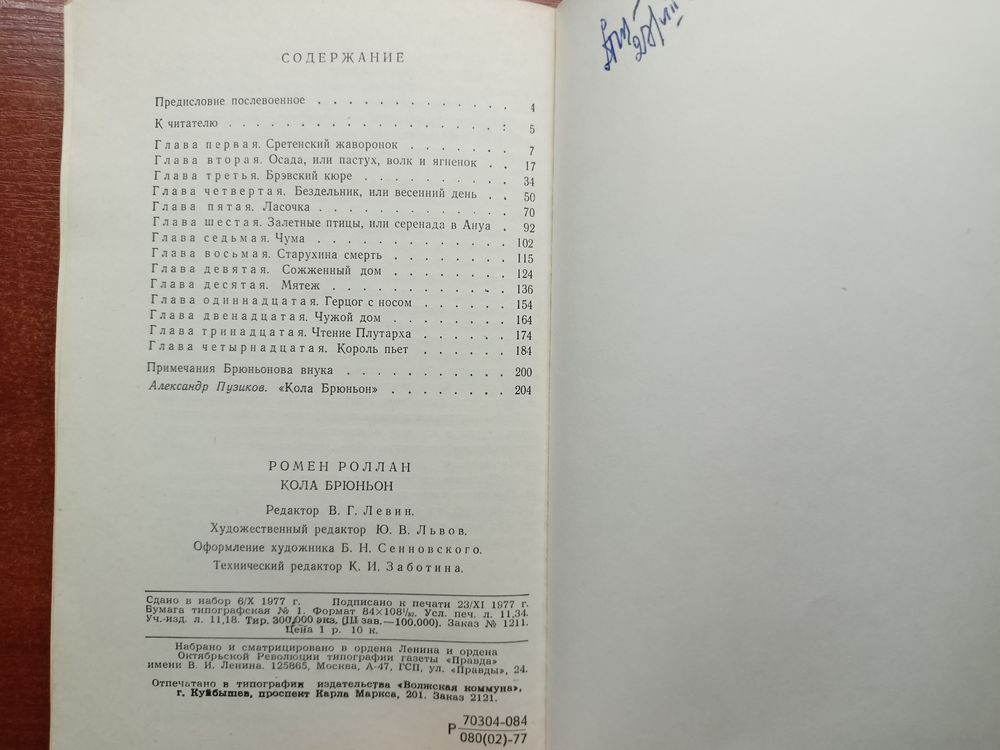 СОДЕРЖАНИЕ
Предисловие послевоенное . . . . . . . . . . . . . 4
К читателю . . . . . . . . . . . . . . . . . . 5
Глава первая. Сретенский жаворонок . . . . . . . 7
Глава вторая. Осада, или пастух, волк и ягненок . . 17
Глава третья. Брэвский кюре . . . . . . . . . . 34
Глава четвертая. Бездельник, или весенний день . . 50
Глава пятая. Ласочка . . . . . . . . . . . . . 70
Глава шестая. Залетные птицы, или серенада в Ануа . 92
Глава седьмая. Чума . . . . . . . . . . . . . 102
Глава восьмая. Старухина смерть . . . . . . . . 115
Глава девятая. Сожженный дом . . . . . . . . 124
Глава десятая. Мятеж . . . . . . . . . . . . 136
Глава одиннадцатая. Герцог с носом . . . . . . 154
Глава двенадцатая. Чужой дом . . . . . . . . 164
Глава тринадцатая. Чтение Плутарха . . . . . . 174
Глава четырнадцатая. Король пьет . . . . . . 184
Примечания Брюньонова внука . . . . . . . . . . . 200
Александр Пузиков. «Кола Брюньон» . . . . . . . . 204
РОМЕН РОЛЛАН
КОЛА БРЮНЬОН
Редактор В. Г. Левин.
Художественный редактор Ю. В. Львов.
Оформление художника Б. Н. Сенновского.
Технический редактор К. И. Заботина.
Сдано в набор 6/X 1977 г. Подписано к печати 23/XI 1977 г.
Бумага типографская № 1. Формат 84×108¹/₃₂. Усл. печ. л. 11,34.
Уч.-изд. л. 11,18. Тир. 300,000 экз. (III зав.—100,000). Заказ № 1211.
Цена 1 р. 10 к.
Набрано и сматрицировано в ордена Ленина и ордена
Октябрьской Революции типографии газеты «Правда»
имени В. И. Ленина. 125865, Москва, А-47, ГСП, ул. «Правды», 24.
Отпечатано в типографии издательства «Волжская коммуна»,
г. Куйбышев, проспект Карла Маркса, 201. Заказ 2121.
Р 70304-084
080(02)-77